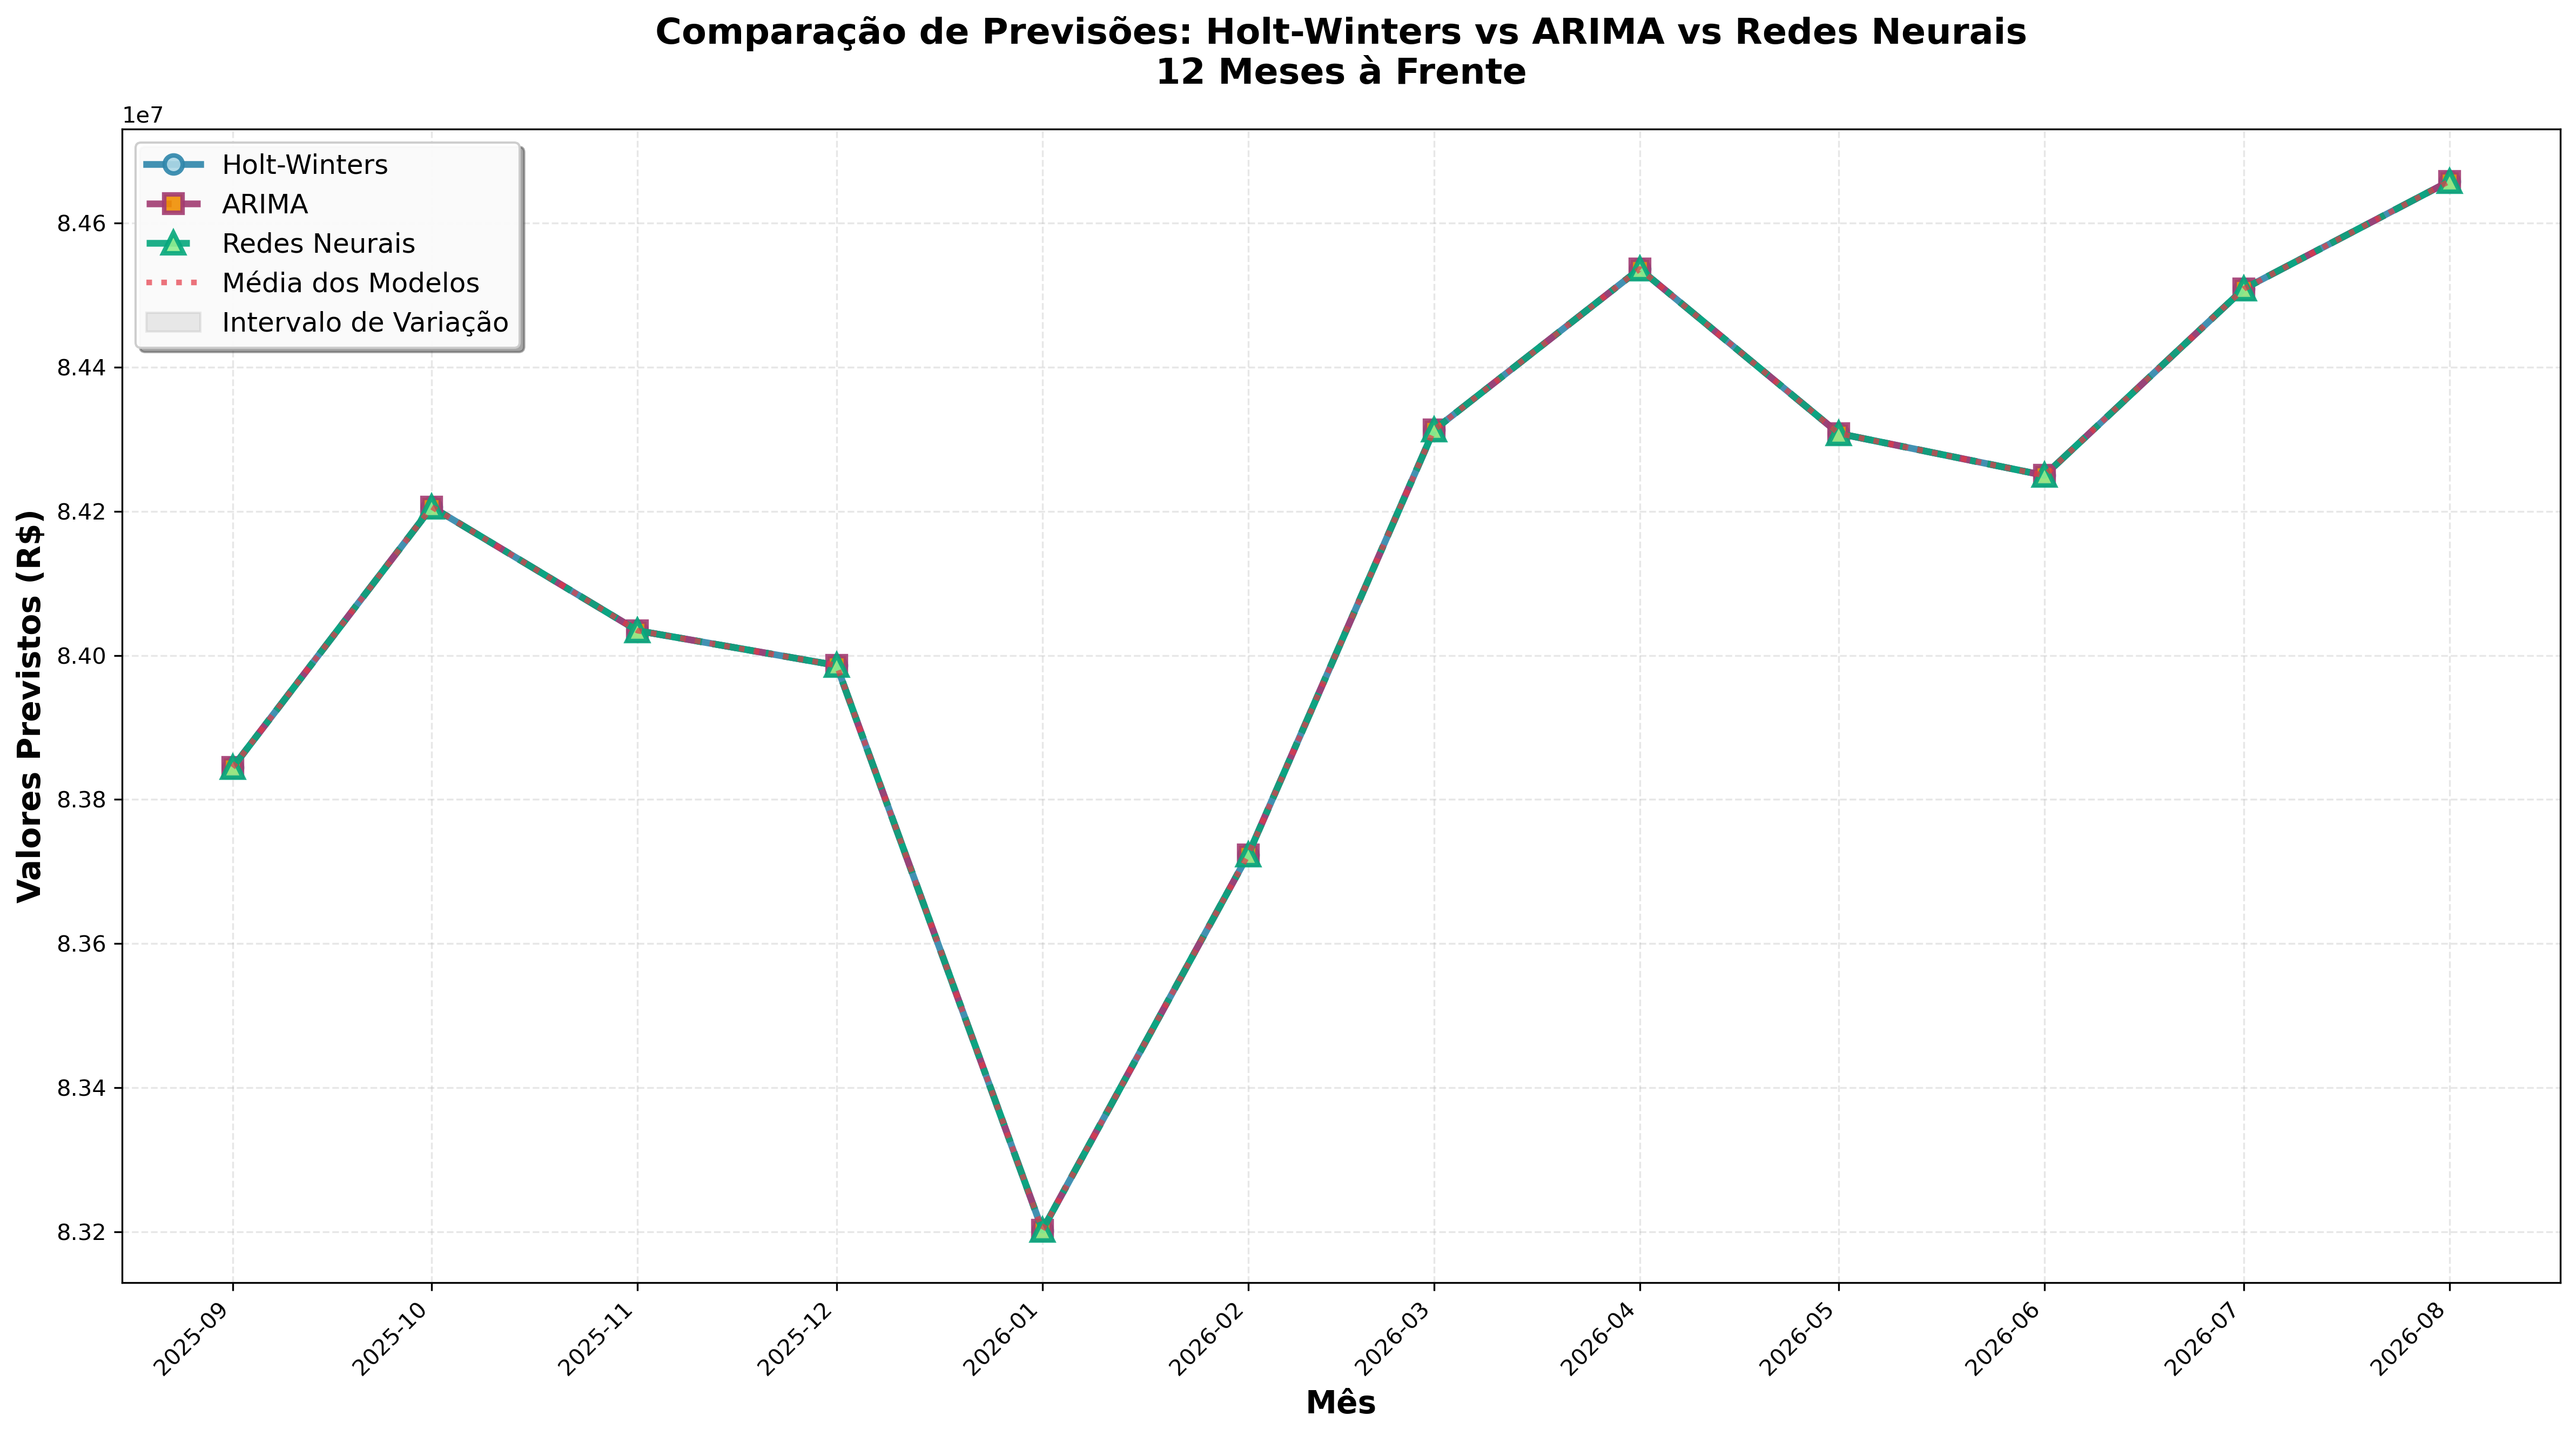 Comparação de Previsões: Holt-Winters vs ARIMA vs Redes Neurais
12 Meses à Frente
1e7
Holt-Winters
ARIMA
Redes Neurais
Média dos Modelos
Intervalo de Variação
8.46
8.44
8.42
8.40
8.38
8.36
8.34
8.32
Valores Previstos (R$)
2025-09
2025-10
2025-11
2025-12
2026-01
2026-02
2026-03
2026-04
2026-05
2026-06
2026-07
2026-08
Mês